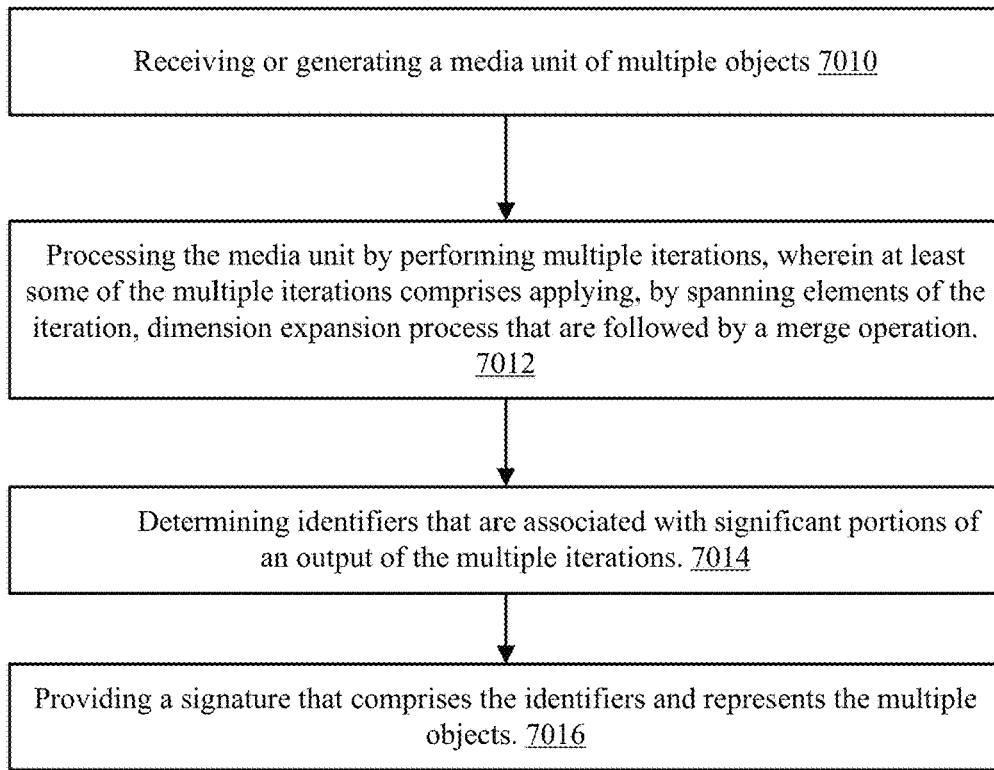 Receiving or generating a media unit of multiple objects 7010
Processing the media unit by performing multiple iterations, wherein at least
some of the multiple iterations comprises applying, by spanning elements of the
iteration, dimension expansion process that are followed by a merge operation.
7012
Determining identifiers that are associated with significant portions of
an output of the multiple iterations. 7014
Providing a signature that comprises the identifiers and represents the multiple
objects. 7016